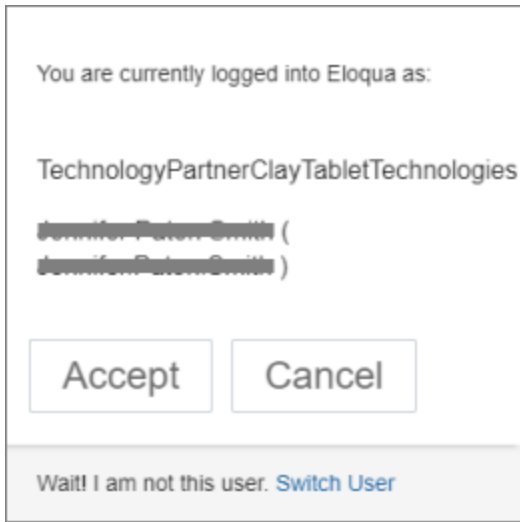 You are currently logged into Eloqua as:
TechnologyPartnerClayTabletTechnologies
(
)
Accept Cancel
Wait! I am not this user. Switch User